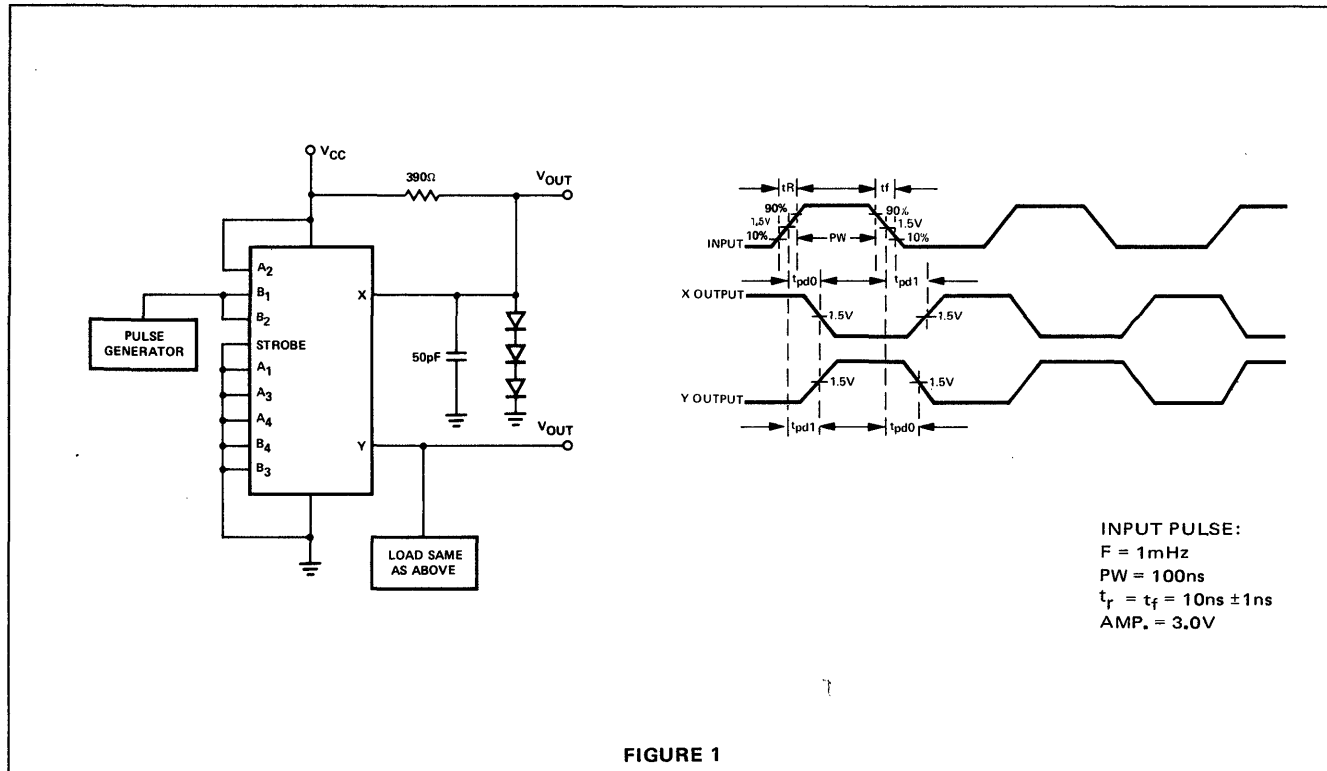 VCC
390Ω
VOUT
A2
B1
B2
STROBE
A1
A3
A4
B4
B3
X
Y
PULSE
GENERATOR
50pF
VOUT
LOAD SAME
AS ABOVE
tR
tf
90%
1.5V
10%
INPUT
PW
90%
1.5V
10%
tpd0
tpd1
X OUTPUT
1.5V
1.5V
Y OUTPUT
1.5V
1.5V
tpd1
tpd0
INPUT PULSE:
F = 1mHz
PW = 100ns
tr = tf = 10ns ±1ns
AMP. = 3.0V
FIGURE 1